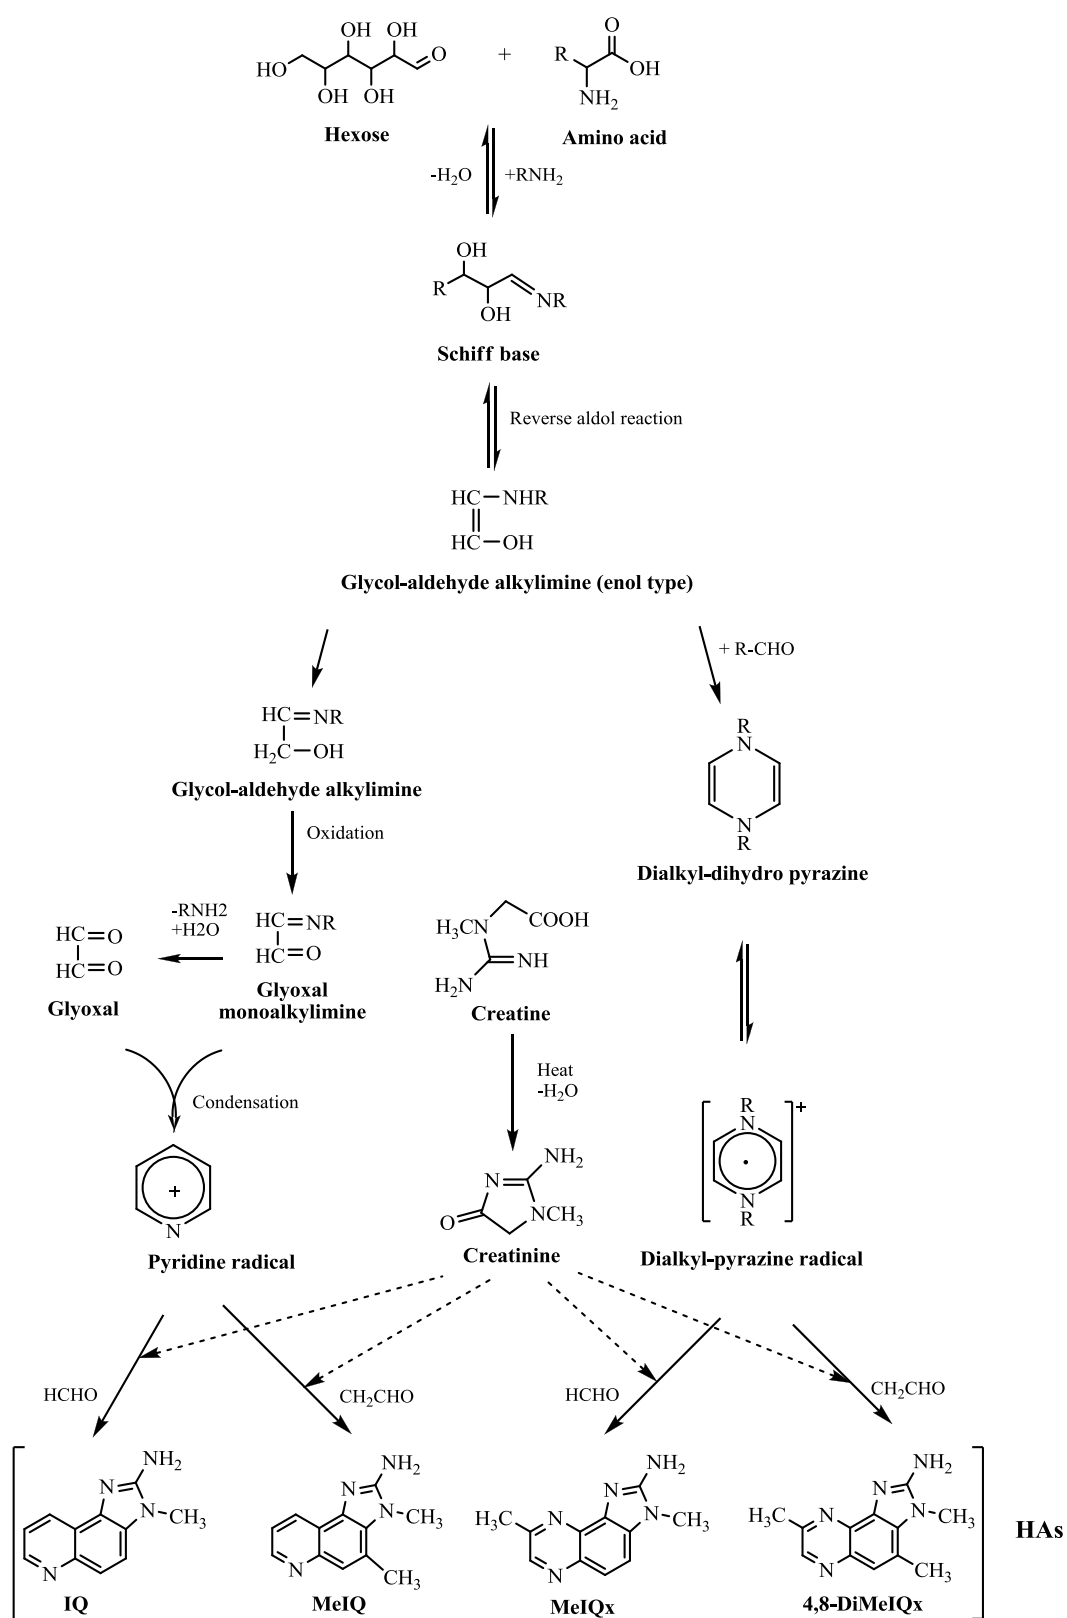 OH OH
HO OH OH O
Hexose
+
O
R OH
NH2
Amino acid
-H2O +RNH2
OH
R NR
OH
Schiff base
Reverse aldol reaction
HC NHR
HC OH
Glycol-aldehyde alkylimine (enol type)
+ R-CHO
HC=NR
H2C OH
Glycol-aldehyde alkylimine
Oxidation
R
N
N
R
Dialkyl-dihydro pyrazine
-RNH2
+H2O
HC=O
HC=O
Glyoxal
HC=NR
HC=O
Glyoxal
monoalkylimine
COOH
H3C N
NH
H2N
Creatine
Heat
-H2O
Condensation
+
N
Pyridine radical
NH2
N
O N CH3
Creatinine
R
N
N
R
+
Dialkyl-pyrazine radical
HCHO
CH2CHO
HCHO
CH2CHO
NH2
N
N CH3
N
IQ
NH2
N
N CH3
N
CH3
MeIQ
NH2
N
H3C N
N CH3
N
MeIQx
NH2
N
H3C N
N CH3
N
CH3
4,8-DiMeIQx
HAs